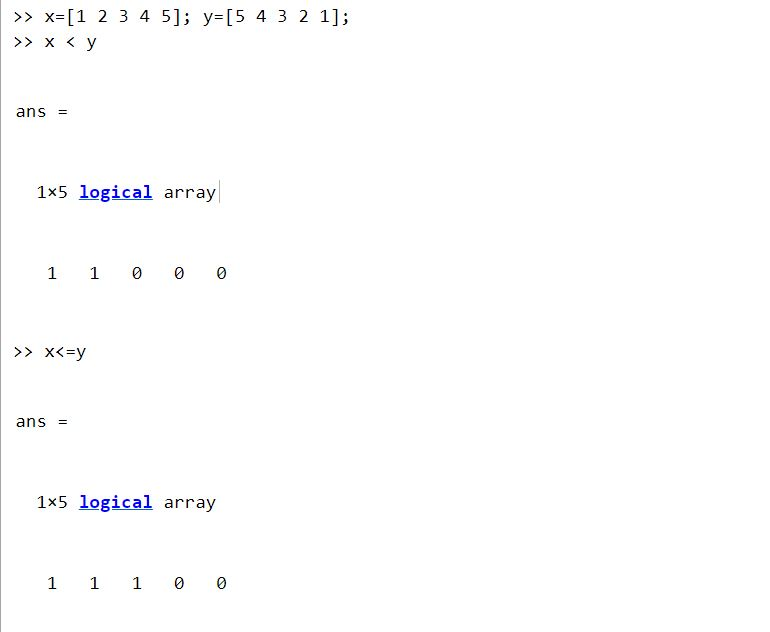 >> x=[1 2 3 4 5]; y=[5 4 3 2 1];
>> x < y
ans =
1×5 logical array
1 1 0 0 0
>> x<=y
ans =
1×5 logical array
1 1 1 0 0